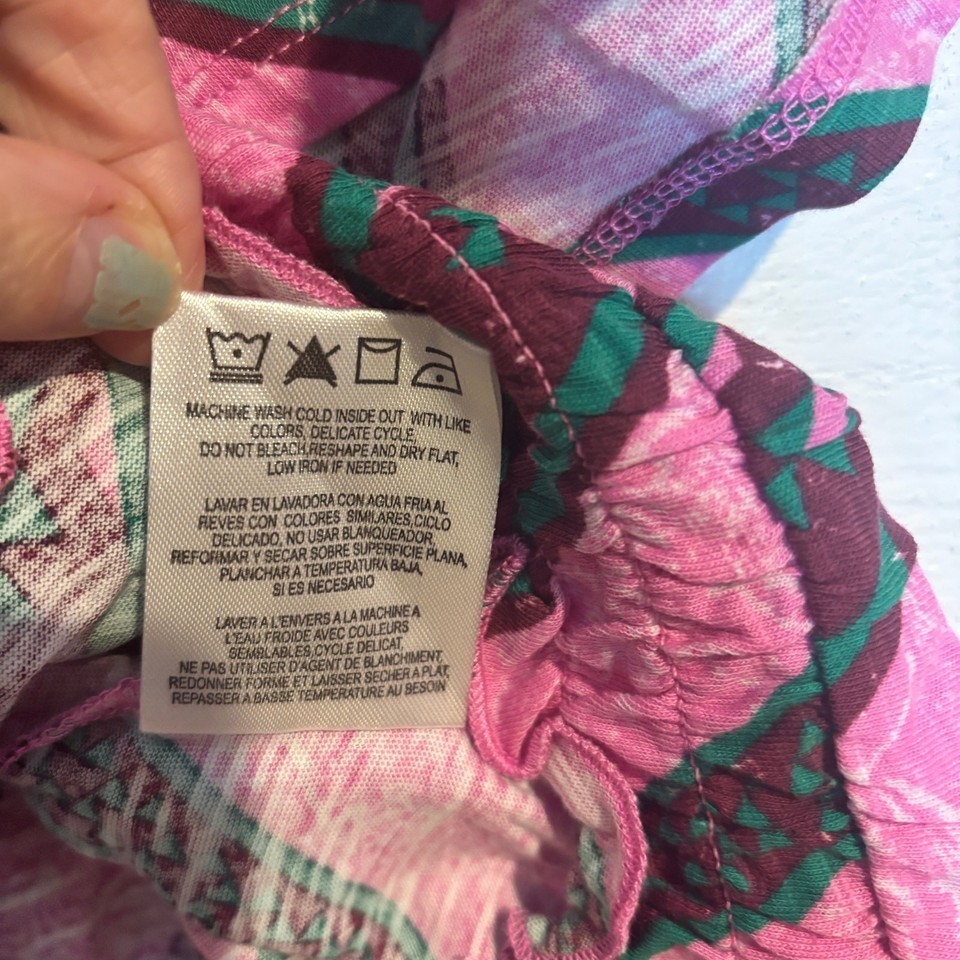 MACHINE WASH COLD INSIDE OUT, WITH LIKE
COLORS, DELICATE CYCLE,
DO NOT BLEACH,RESHAPE AND DRY FLAT,
LOW IRON IF NEEDED
LAVAR EN LAVADORA CON AGUA FRIA AL
REVES CON COLORES SIMILARES,CICLO
DELICADO, NO USAR BLANQUEADOR,
REFORMAR Y SECAR SOBRE SUPERFICIE PLANA,
PLANCHAR A TEMPERATURA BAJA,
SI ES NECESARIO
LAVER A L'ENVERS A LA MACHINE A
L'EAU FROIDE AVEC COULEURS
SEMBLABLES,CYCLE DELICAT,
NE PAS UTILISER D'AGENT DE BLANCHIMENT,
REDONNER FORME ET LAISSER SECHER A PLAT,
REPASSER A BASSE TEMPERATURE AU BESOIN